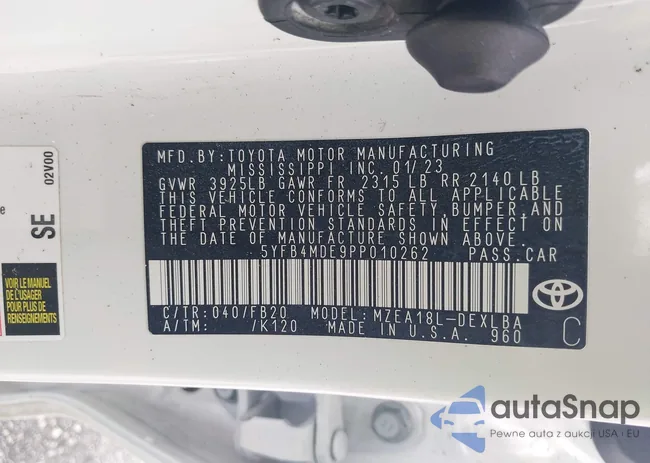 MFD.BY: TOYOTA MOTOR MANUFACTURING
MISSISSIPPI INC. 01/23
GVWR 3925LB GAWR FR 2315 LB RR 2140 LB
THIS VEHICLE CONFORMS TO ALL APPLICABLE
FEDERAL MOTOR VEHICLE SAFETY, BUMPER, AND
THEFT PREVENTION STANDARDS IN EFFECT ON
THE DATE OF MANUFACTURE SHOWN ABOVE.
5YFB4MDE9PP010262 PASS.CAR
C/TR: 040/FB20 MODEL: MZEA18L-DEXLBA
A/TM: /K120 MADE IN U.S.A. 960
C
02V00
SE
e
VOIR LE MANUEL DE
L'USAGER
POUR PLUS DE
RENSEIGNEMENTS
autaSnap
Pewne auta z aukcji USA i EU